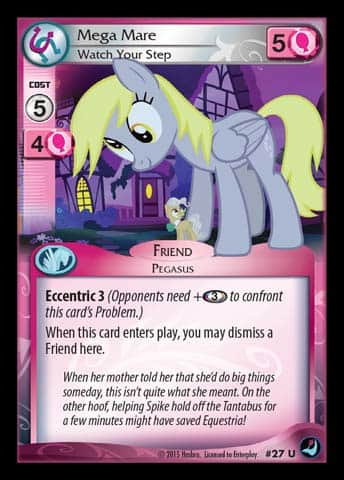 Mega Mare
Watch Your Step
5
COST
5
4
FRIEND
PEGASUS
Eccentric 3 (Opponents need +3 to confront
this card's Problem.)
When this card enters play, you may dismiss a
Friend here.
When her mother told her that she'd do big things
someday, this isn't quite what she meant. On the
other hoof, helping Spike hold off the Tantabus for
a few minutes might have saved Equestria!
© 2015 Hasbro. Licensed to Enterplay. #27 U